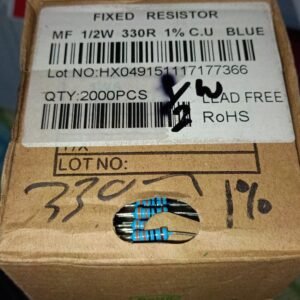 FIXED RESISTOR
MF 1/2W 330R 1% C.U BLUE
Lot NO:HX049151117177366
QTY:2000PCS
LEAD FREE
RoHS
LOT NO:
1%